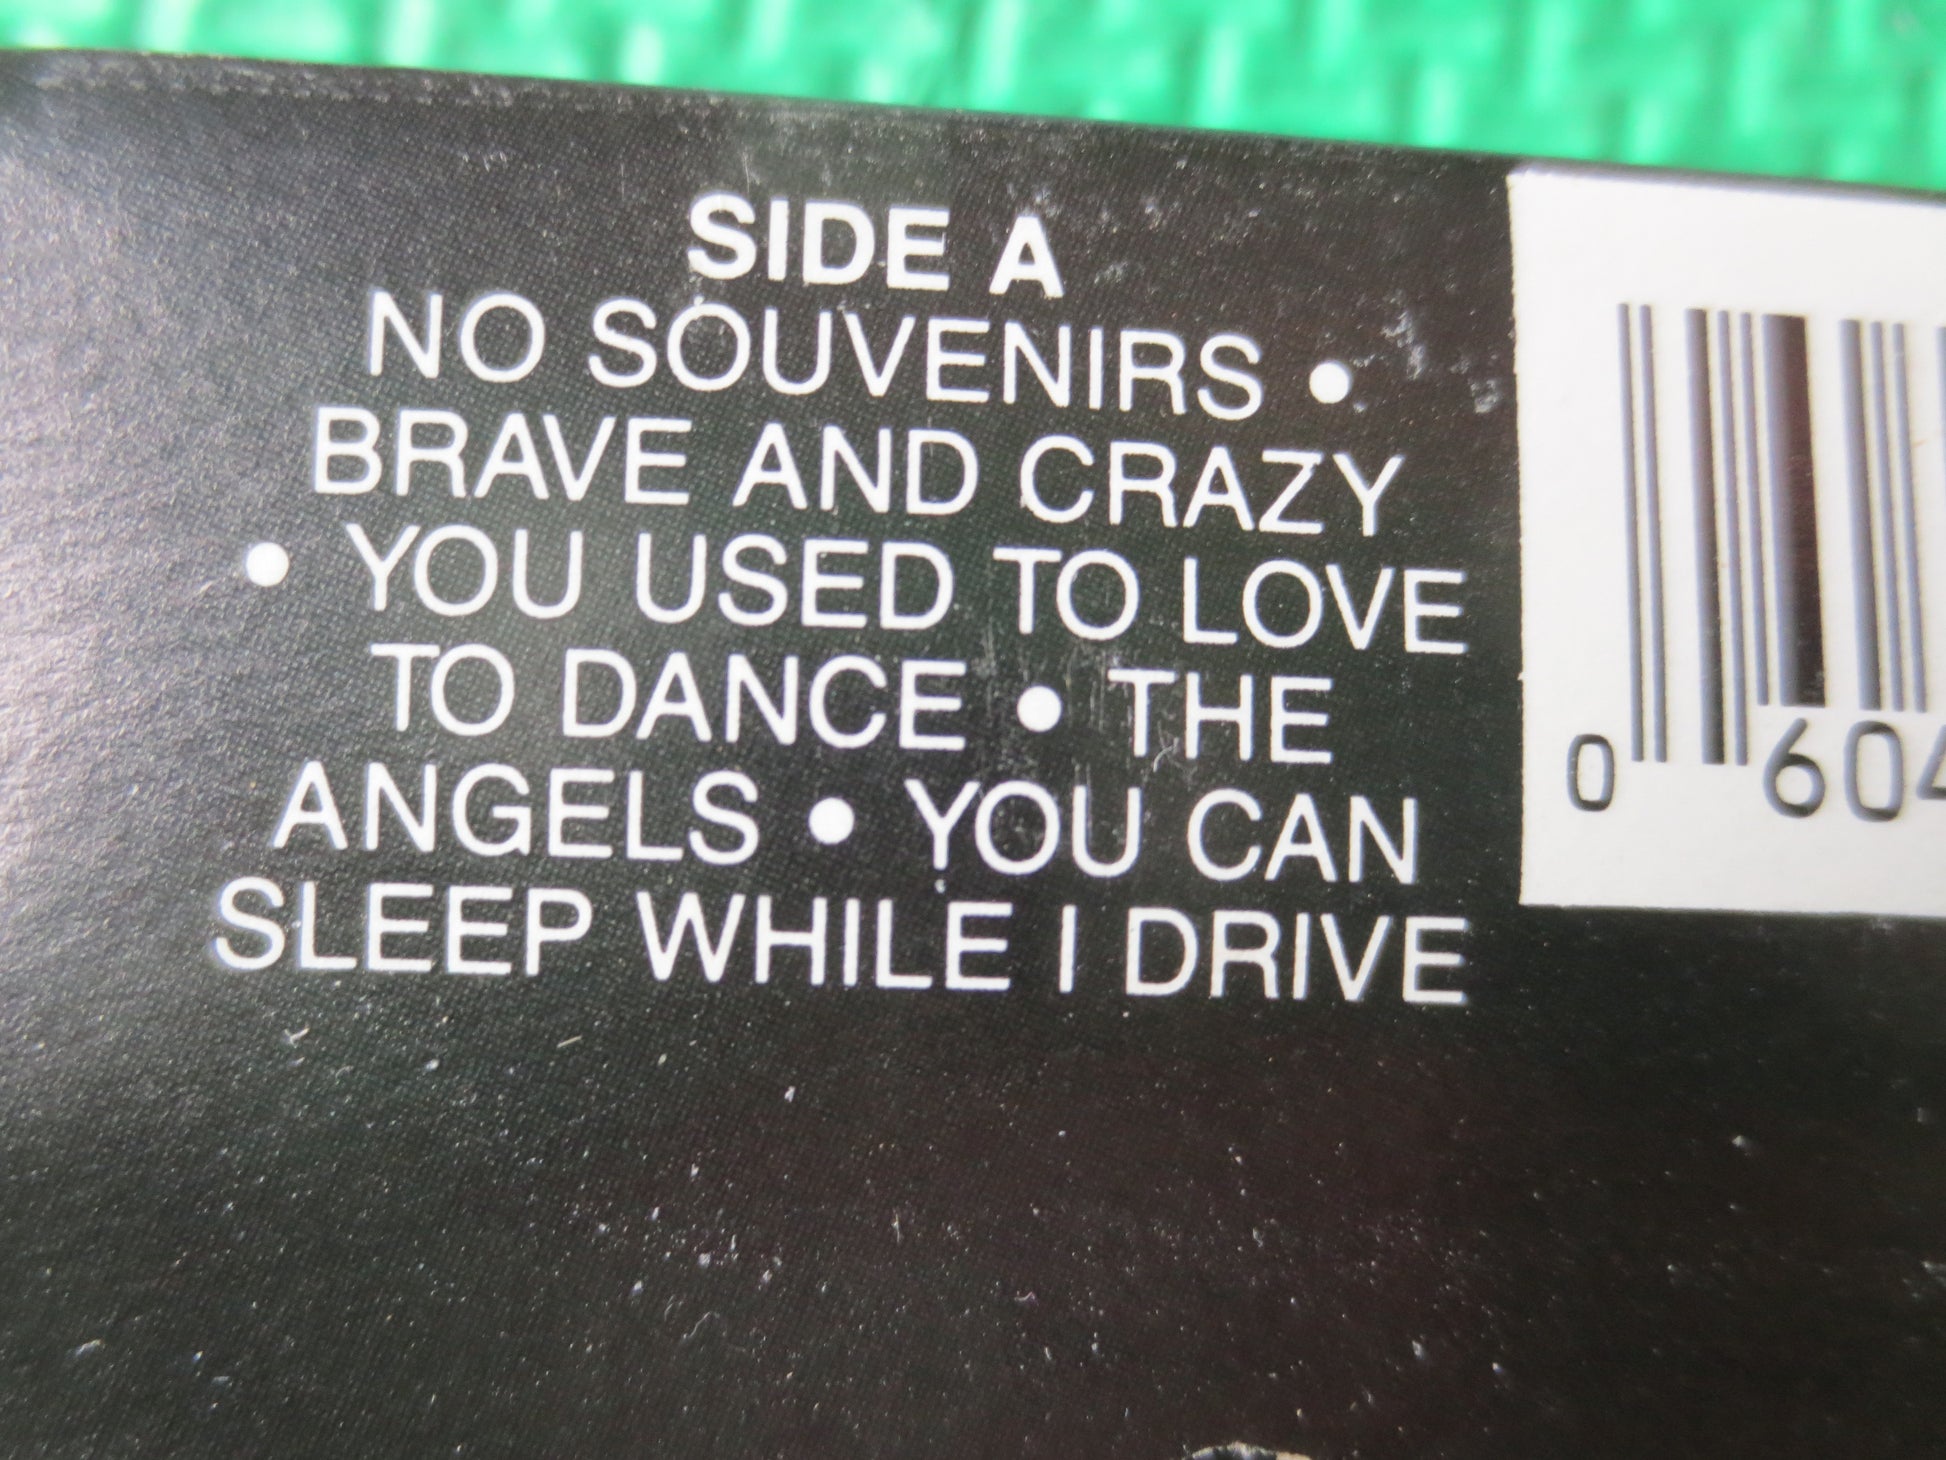 SIDE A
NO SOUVENIRS •
BRAVE AND CRAZY
• YOU USED TO LOVE
TO DANCE • THE
ANGELS • YOU CAN
SLEEP WHILE I DRIVE
0 604